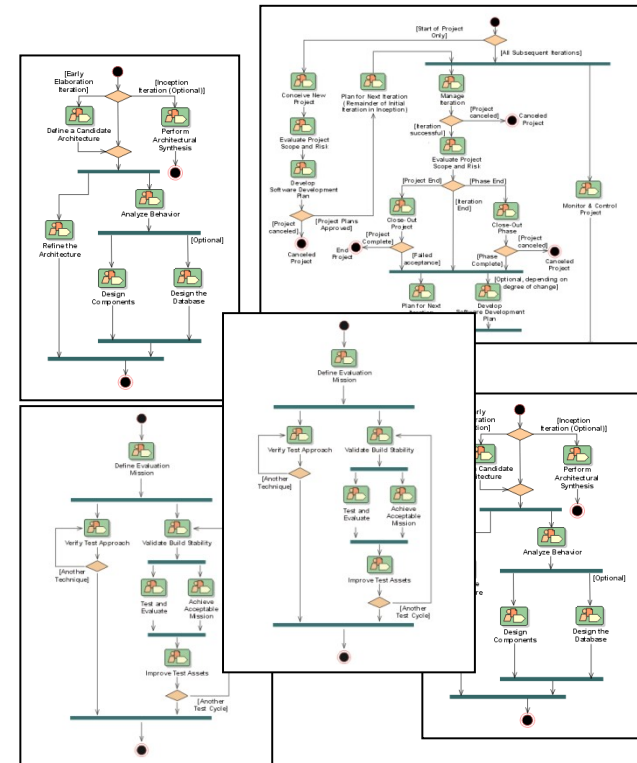 [Early
Elaboration
Iteration]
[Inception
Iteration (Optional)]
Define a Candidate
Architecture
Perform
Architectural
Synthesis
Analyze Behavior
Refine the
Architecture
[Optional]
Design
Components
Design the
Database
[Start of Project
Only]
[All Subsequent Iterations]
Conceive New
Project
Plan for Next Iteration
(Remainder of Initial
Iteration in Inception)
Manage
Iteration
[Project canceled]
Canceled
Project
[Iteration
successful]
Evaluate Project
Scope and Risk
Evaluate Project
Scope and Risk
Develop
Software Development
Plan
[Project End]
[Phase End]
[Iteration
End]
Monitor & Control
Project
[Project Plans
Approved]
[Project canceled]
Close-Out
Project
Close-Out
Phase
Canceled
Project
End
Project
[Project
Complete]
[Failed
acceptance]
[Project
canceled]
[Phase
Complete]
Canceled
Project
[Optional, depending on
degree of change]
Plan for Next
Develop
Software Development
Plan
Define Evaluation
Mission
Verify Test Approach
Validate Build Stability
[Another
Technique]
Test and
Evaluate
Achieve
Acceptable
Mission
Improve Test Assets
[Another
Test Cycle]
Define Evaluation
Mission
Verify Test Approach
Validate Build Stability
[Another
Technique]
Test and
Evaluate
Achieve
Acceptable
Mission
Improve Test Assets
[Another
Test Cycle]
[Inception
Iteration (Optional)]
Candidate
Perform
Architectural
Synthesis
Analyze Behavior
[Optional]
Design
Components
Design the
Database